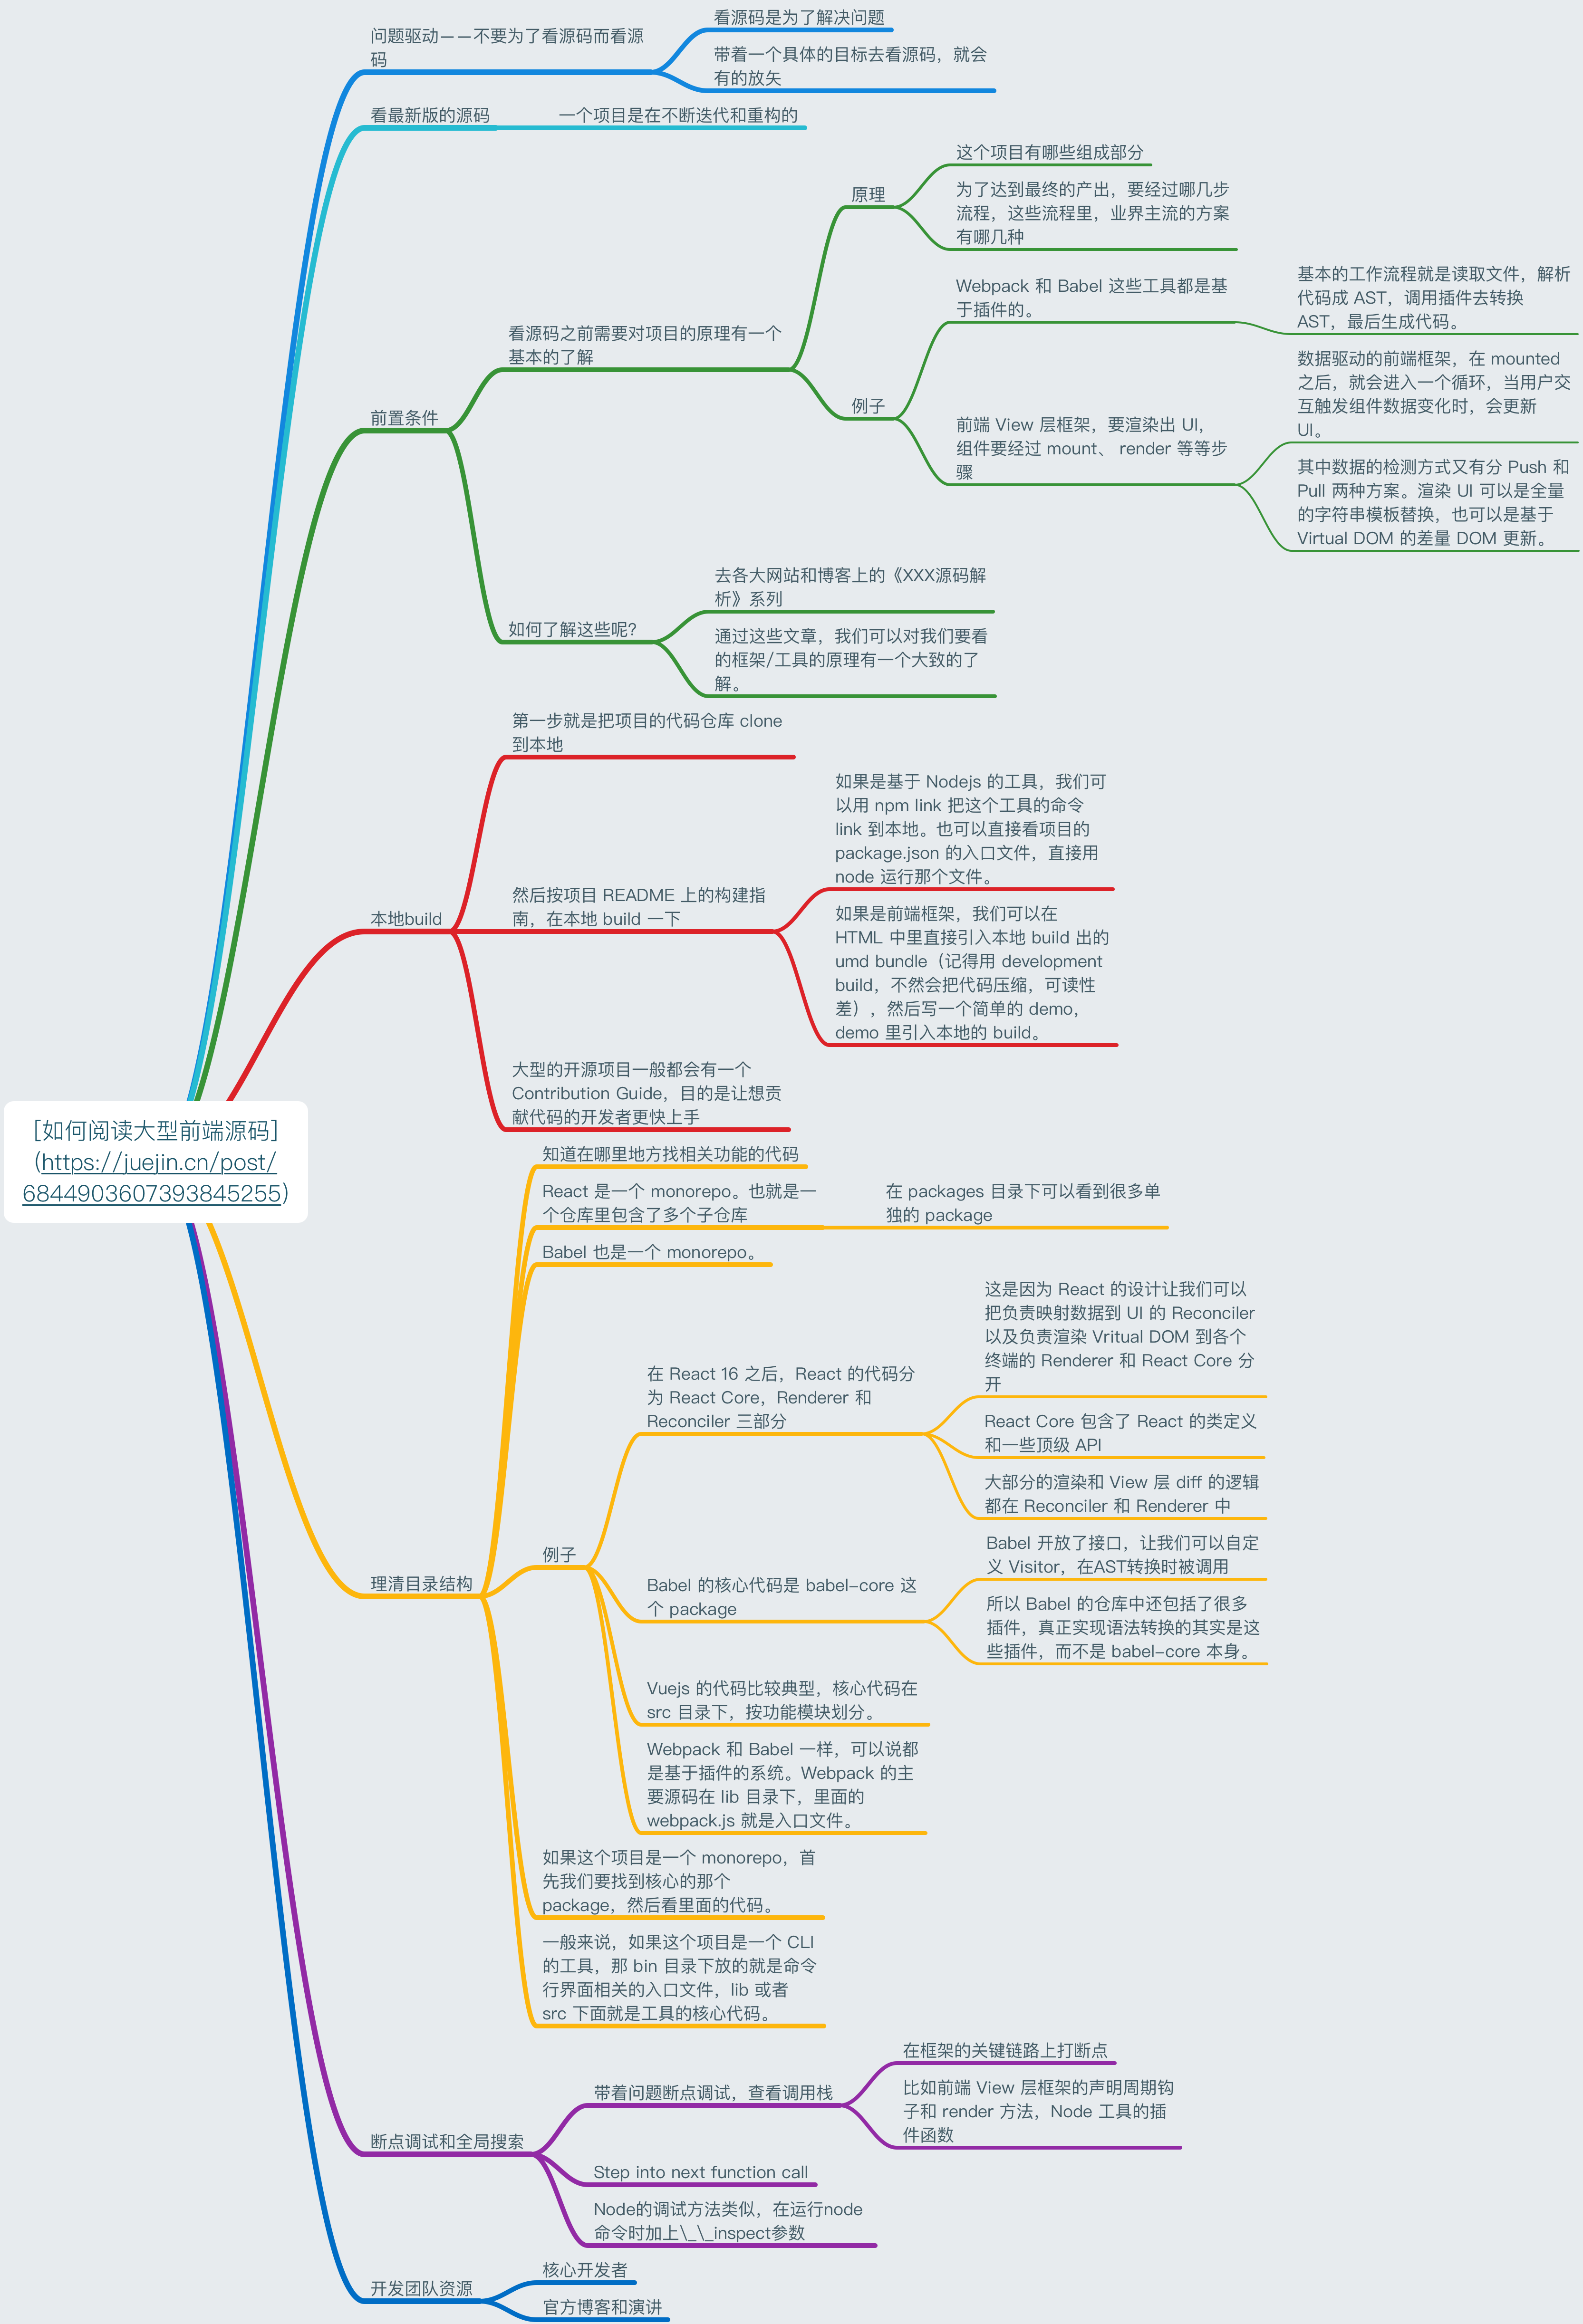 [如何阅读大型前端源码]
(https://juejin.cn/post/
6844903607393845255)
问题驱动——不要为了看源码而看源
码
看源码是为了解决问题
带着一个具体的目标去看源码，就会
有的放矢
看最新版的源码
一个项目是在不断迭代和重构的
前置条件
看源码之前需要对项目的原理有一个
基本的了解
原理
这个项目有哪些组成部分
为了达到最终的产出，要经过哪几步
流程，这些流程里，业界主流的方案
有哪几种
例子
Webpack 和 Babel 这些工具都是基
于插件的。
基本的工作流程就是读取文件，解析
代码成 AST，调用插件去转换
AST，最后生成代码。
前端 View 层框架，要渲染出 UI，
组件要经过 mount、 render 等等步
骤
数据驱动的前端框架，在 mounted
之后，就会进入一个循环，当用户交
互触发组件数据变化时，会更新
UI。
其中数据的检测方式又有分 Push 和
Pull 两种方案。渲染 UI 可以是全量
的字符串模板替换，也可以是基于
Virtual DOM 的差量 DOM 更新。
如何了解这些呢？
去各大网站和博客上的《XXX源码解
析》系列
通过这些文章，我们可以对我们要看
的框架/工具的原理有一个大致的了
解。
本地build
第一步就是把项目的代码仓库 clone
到本地
然后按项目 README 上的构建指
南，在本地 build 一下
如果是基于 Nodejs 的工具，我们可
以用 npm link 把这个工具的命令
link 到本地。也可以直接看项目的
package.json 的入口文件，直接用
node 运行那个文件。
如果是前端框架，我们可以在
HTML 中里直接引入本地 build 出的
umd bundle（记得用 development
build，不然会把代码压缩，可读性
差），然后写一个简单的 demo，
demo 里引入本地的 build。
大型的开源项目一般都会有一个
Contribution Guide，目的是让想贡
献代码的开发者更快上手
理清目录结构
知道在哪里地方找相关功能的代码
React 是一个 monorepo。也就是一
个仓库里包含了多个子仓库
在 packages 目录下可以看到很多单
独的 package
Babel 也是一个 monorepo。
例子
在 React 16 之后，React 的代码分
为 React Core，Renderer 和
Reconciler 三部分
这是因为 React 的设计让我们可以
把负责映射数据到 UI 的 Reconciler
以及负责渲染 Vritual DOM 到各个
终端的 Renderer 和 React Core 分
开
React Core 包含了 React 的类定义
和一些顶级 API
大部分的渲染和 View 层 diff 的逻辑
都在 Reconciler 和 Renderer 中
Babel 的核心代码是 babel-core 这
个 package
Babel 开放了接口，让我们可以自定
义 Visitor，在AST转换时被调用
所以 Babel 的仓库中还包括了很多
插件，真正实现语法转换的其实是这
些插件，而不是 babel-core 本身。
Vuejs 的代码比较典型，核心代码在
src 目录下，按功能模块划分。
Webpack 和 Babel 一样，可以说都
是基于插件的系统。Webpack 的主
要源码在 lib 目录下，里面的
webpack.js 就是入口文件。
如果这个项目是一个 monorepo，首
先我们要找到核心的那个
package，然后看里面的代码。
一般来说，如果这个项目是一个 CLI
的工具，那 bin 目录下放的就是命令
行界面相关的入口文件，lib 或者
src 下面就是工具的核心代码。
断点调试和全局搜索
带着问题断点调试，查看调用栈
在框架的关键链路上打断点
比如前端 View 层框架的声明周期钩
子和 render 方法，Node 工具的插
件函数
Step into next function call
Node的调试方法类似，在运行node
命令时加上\_\_inspect参数
开发团队资源
核心开发者
官方博客和演讲